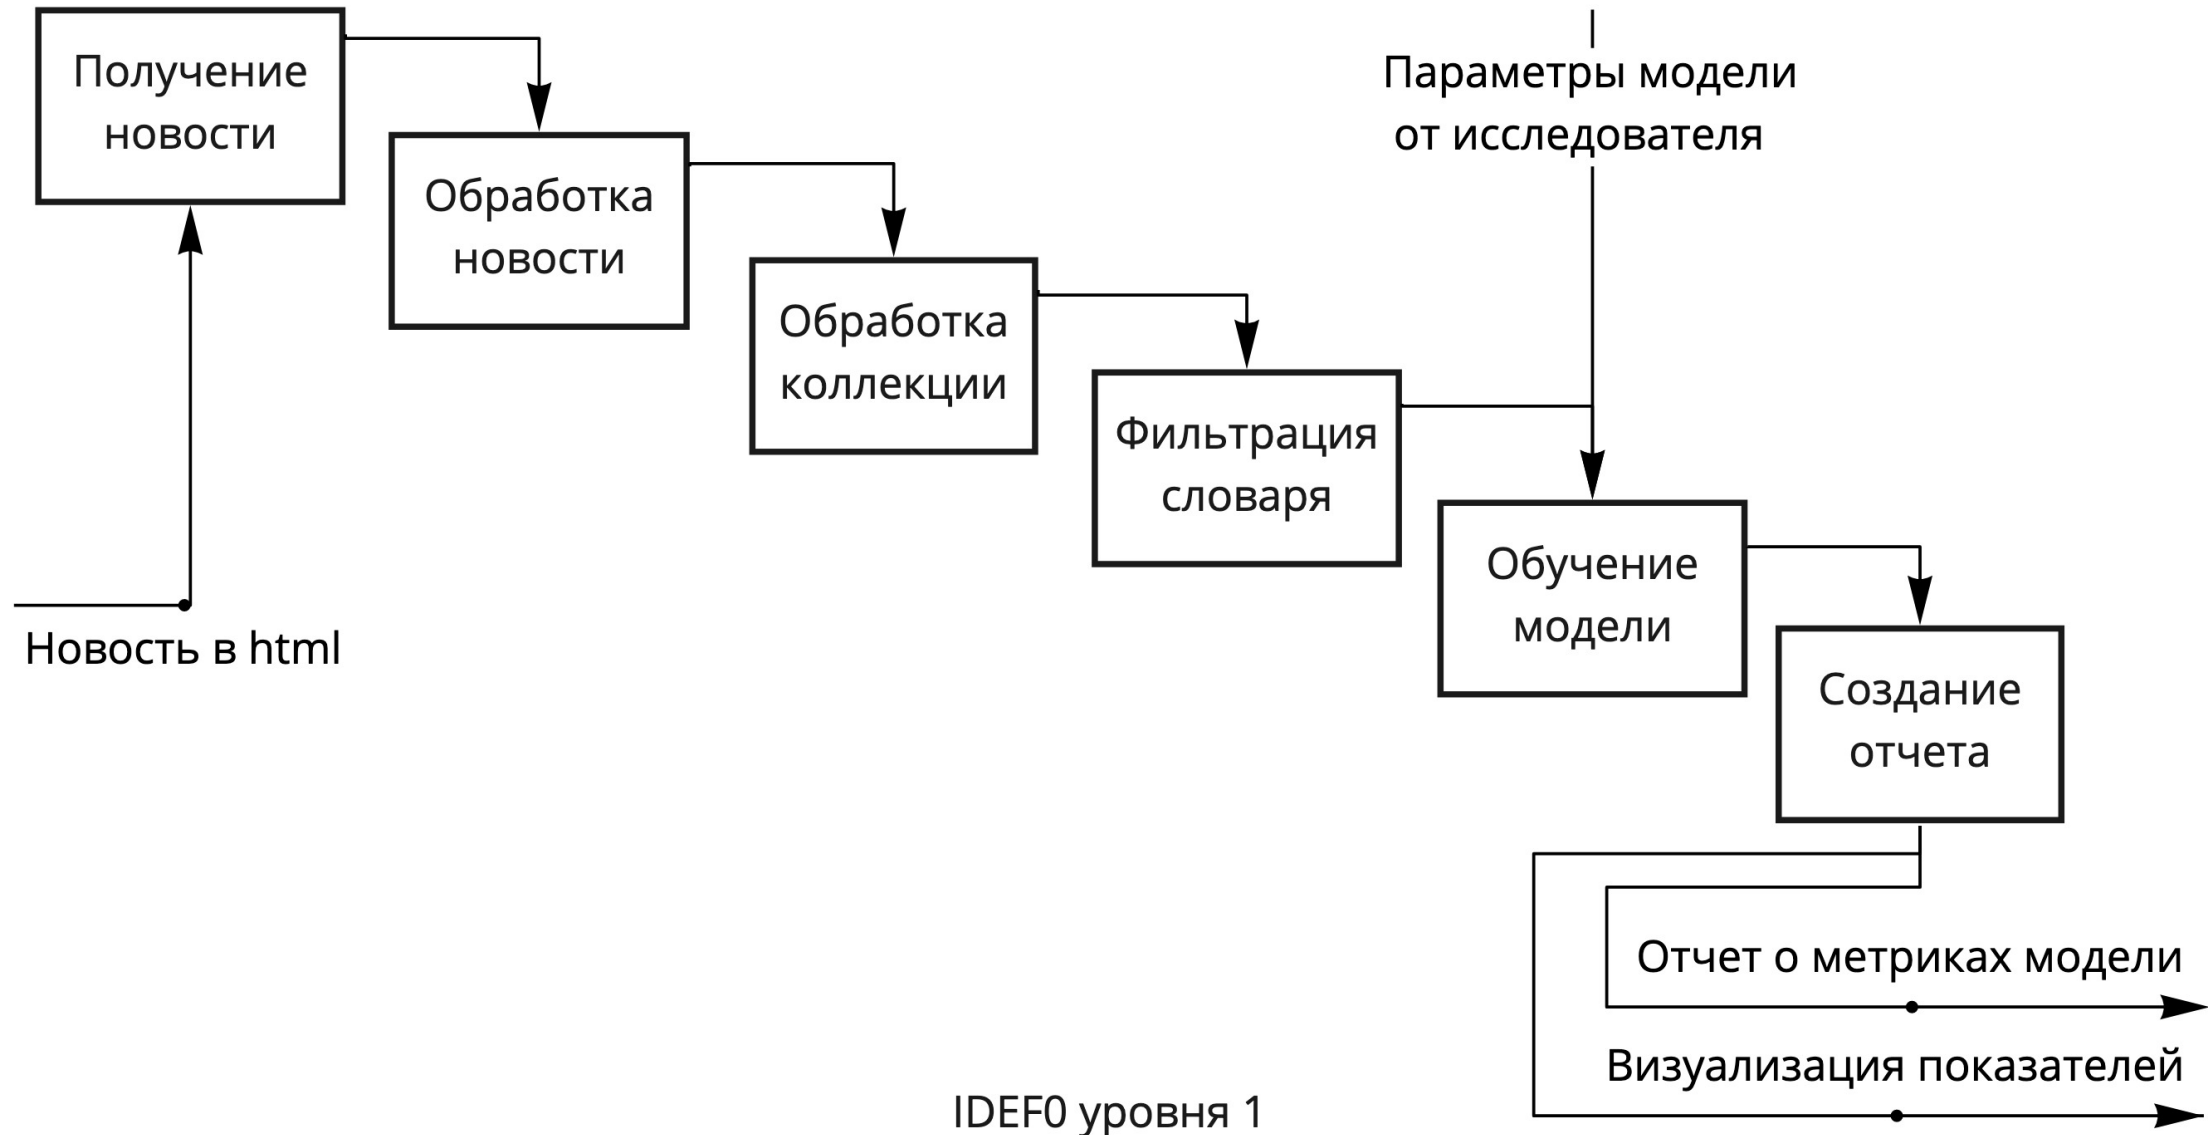 Получение
новости
Параметры модели
от исследователя
Обработка
новости
Обработка
коллекции
Фильтрация
словаря
Обучение
модели
Новость в html
Создание
отчета
Отчет о метриках модели
Визуализация показателей
IDEF0 уровня 1